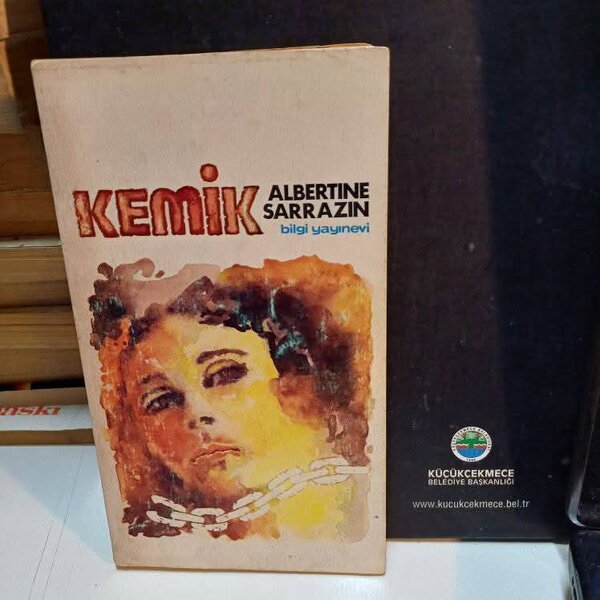 KEMİK
ALBERTINE
SARRAZIN
bilgi yayınevi
KÜÇÜKÇEKMECE
BELEDİYE BAŞKANLIĞI
www.kucukcekmece.bel.tr